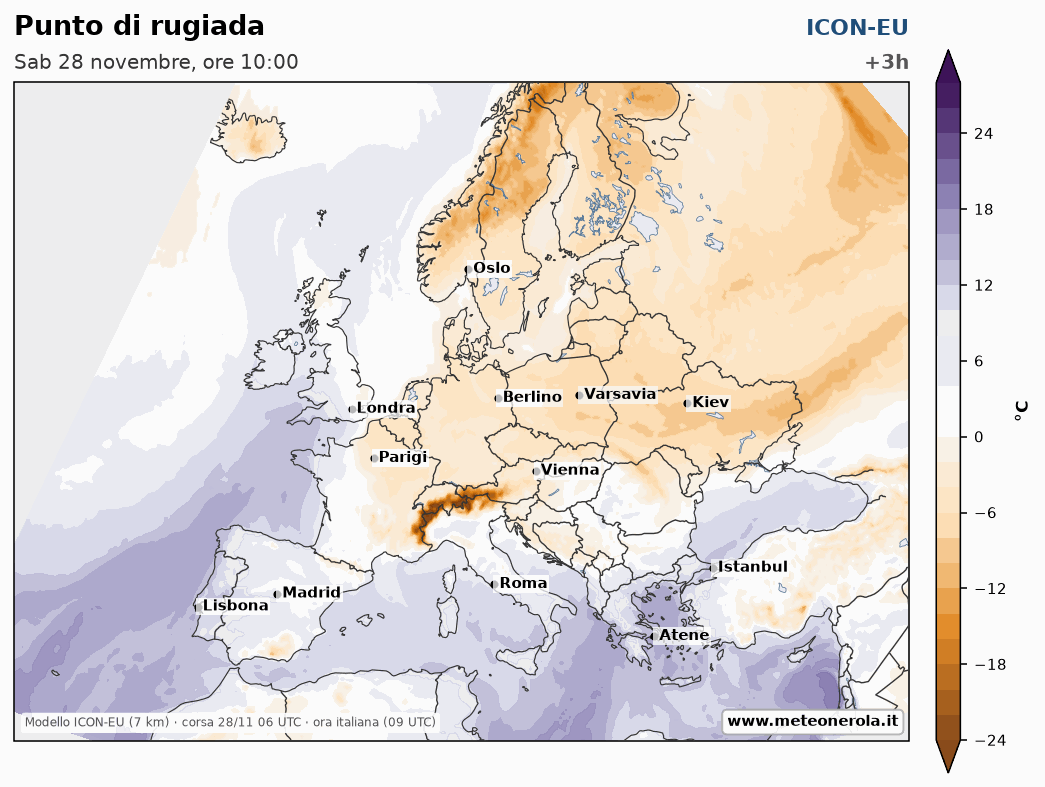 Punto di rugiada
ICON-EU
Sab 28 novembre, ore 10:00
+3h
24
18
12
6
0
−6
−12
−18
−24
°C
Oslo
Londra
Berlino
Varsavia
Kiev
Parigi
Vienna
Istanbul
Roma
Madrid
Lisbona
Atene
Modello ICON-EU (7 km) · corsa 28/11 06 UTC · ora italiana (09 UTC)
www.meteonerola.it